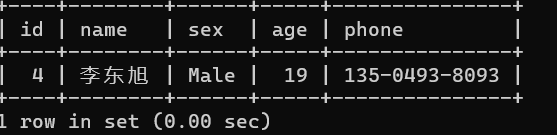 +----+--------+------+-----+---------------+
| id | name | sex | age | phone |
+----+--------+------+-----+---------------+
| 4 | 李东旭 | Male | 19 | 135-0493-8093 |
+----+--------+------+-----+---------------+
1 row in set (0.00 sec)